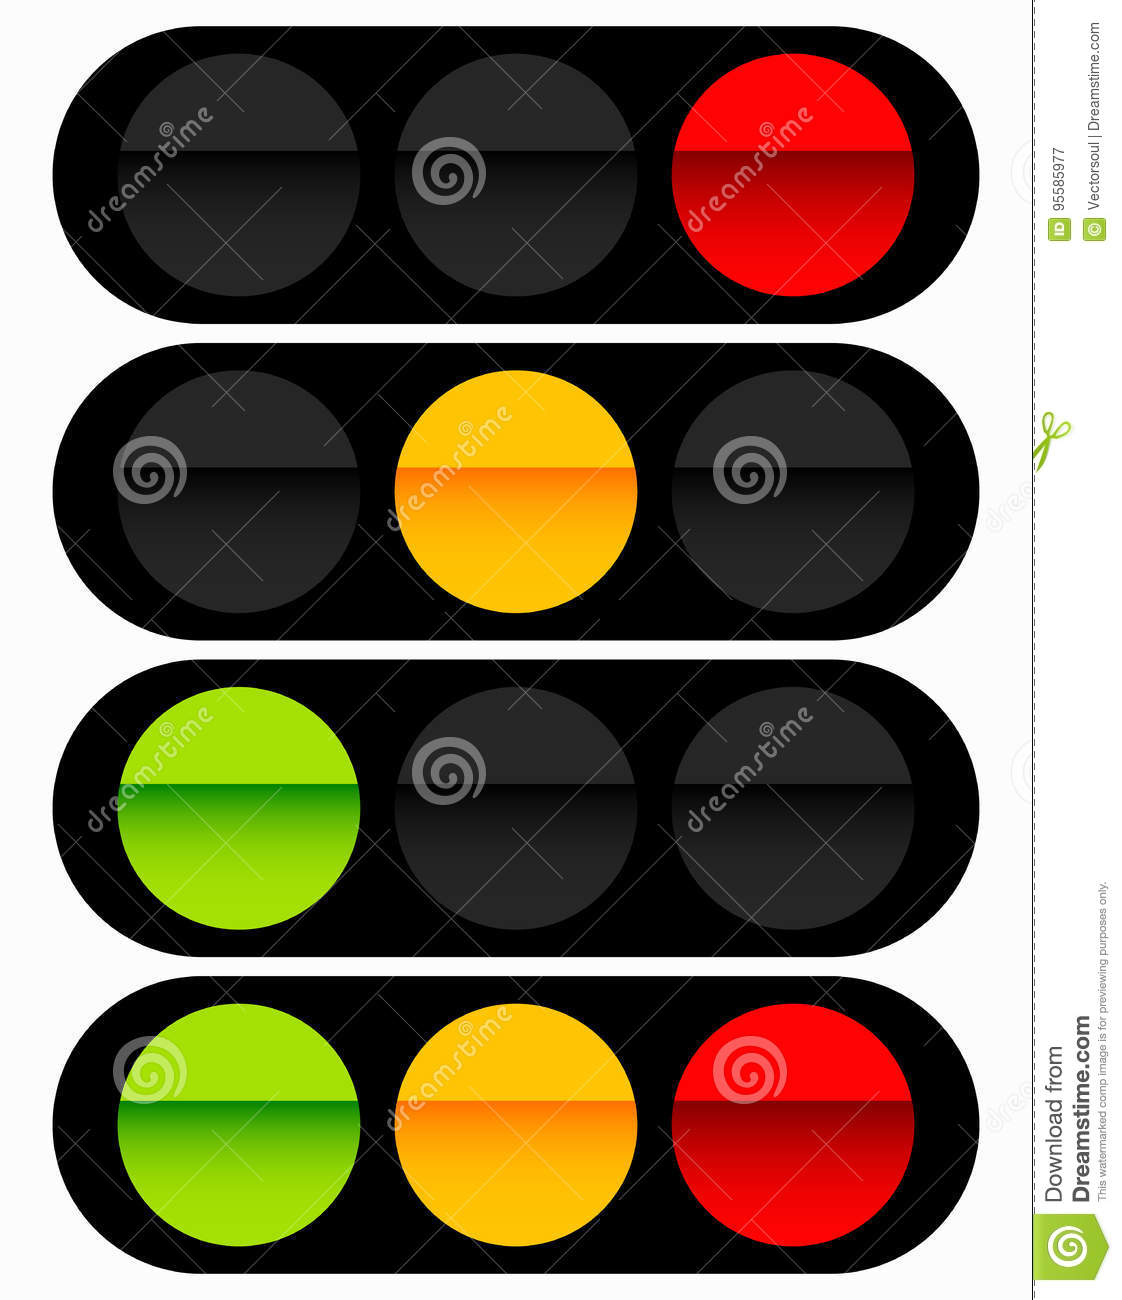 dreamstime
dreamstime
dreamstime
dreamstime
dreamstime
dreamstime
ID 95585977
© Vectorsoul | Dreamstime.com
Download from
Dreamstime.com
This watermarked comp image is for previewing purposes only.